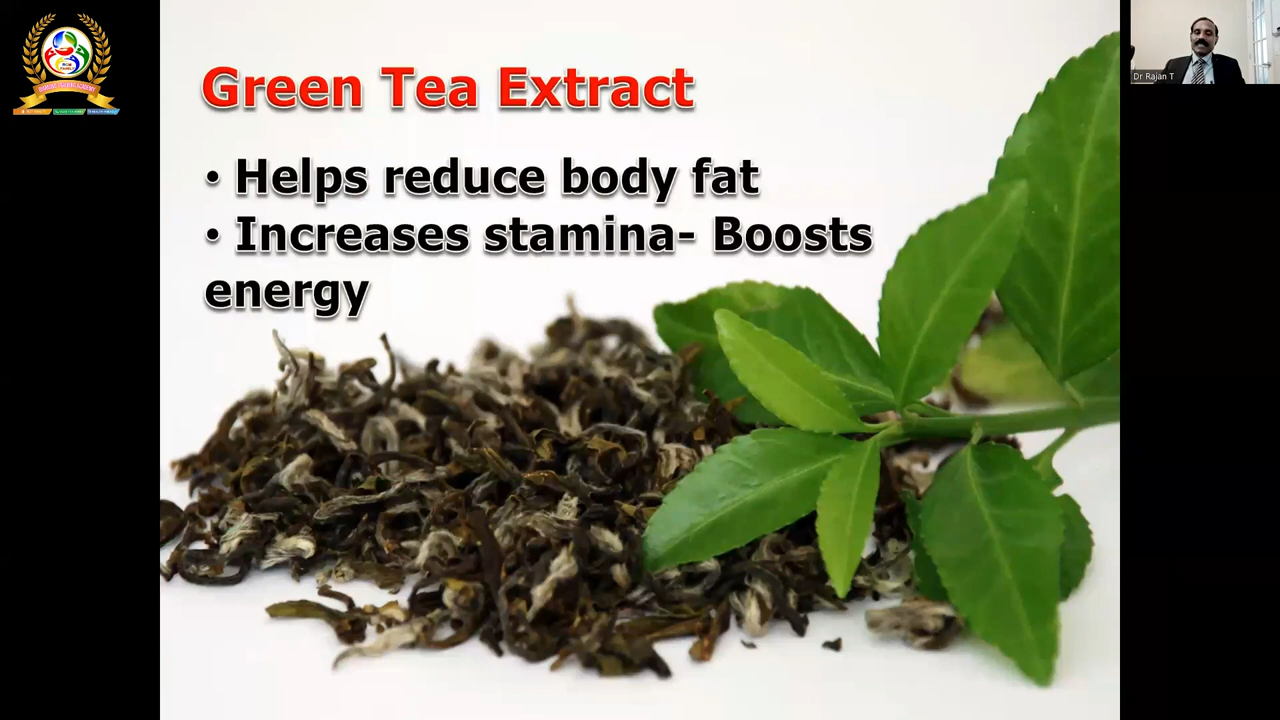 Green Tea Extract
• Helps reduce body fat
• Increases stamina- Boosts
energy
Dr Rajan T